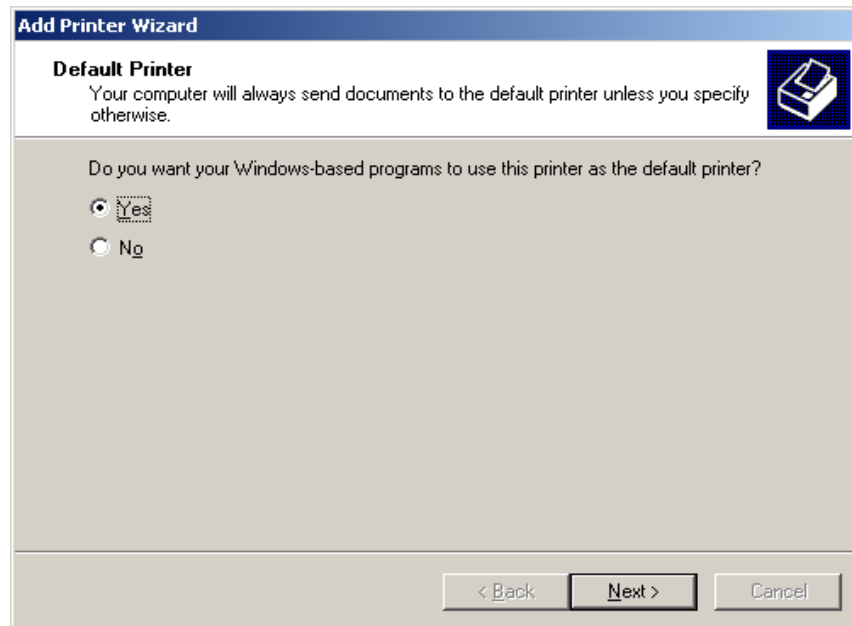 Add Printer Wizard
Default Printer
Your computer will always send documents to the default printer unless you specify
otherwise.
Do you want your Windows-based programs to use this printer as the default printer?
Yes
No
< Back
Next >
Cancel